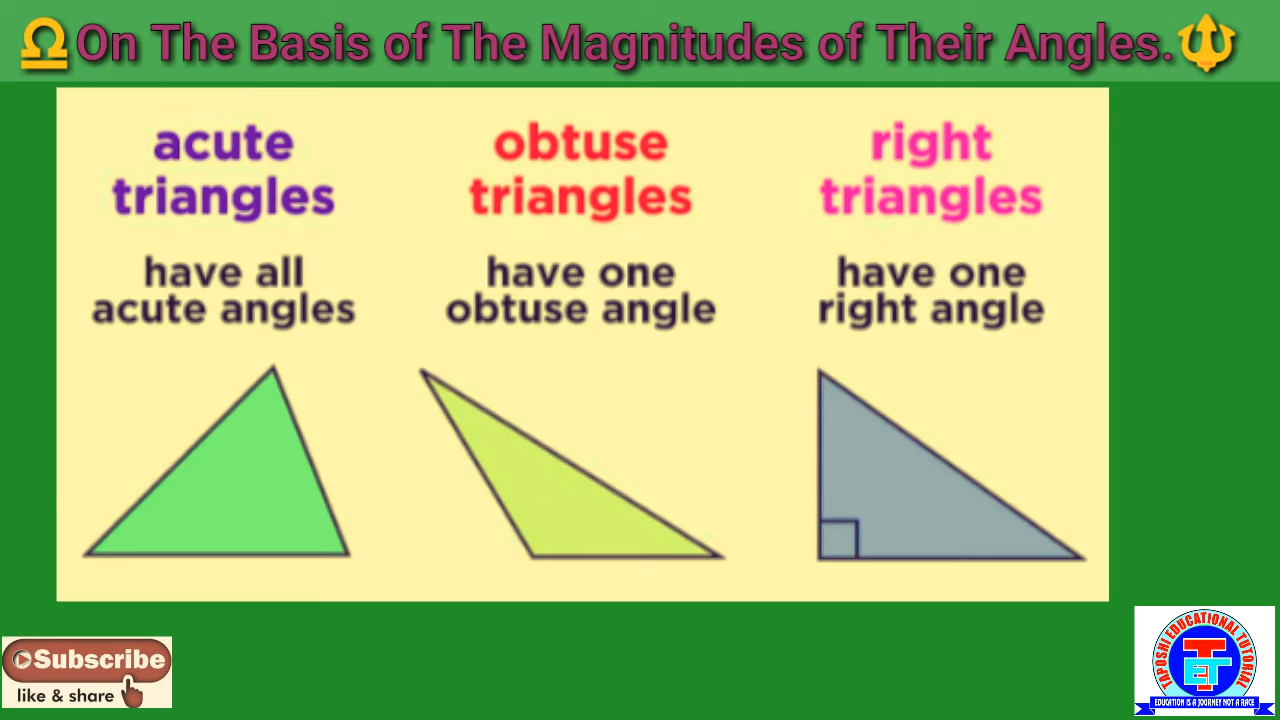 On The Basis of The Magnitudes of Their Angles.
acute
triangles
have all
acute angles
obtuse
triangles
have one
obtuse angle
right
triangles
have one
right angle
Subscribe
like & share
TAPOSHI EDUCATIONAL TUTORIAL
TET
EDUCATION IS A JOURNEY NOT A RACE